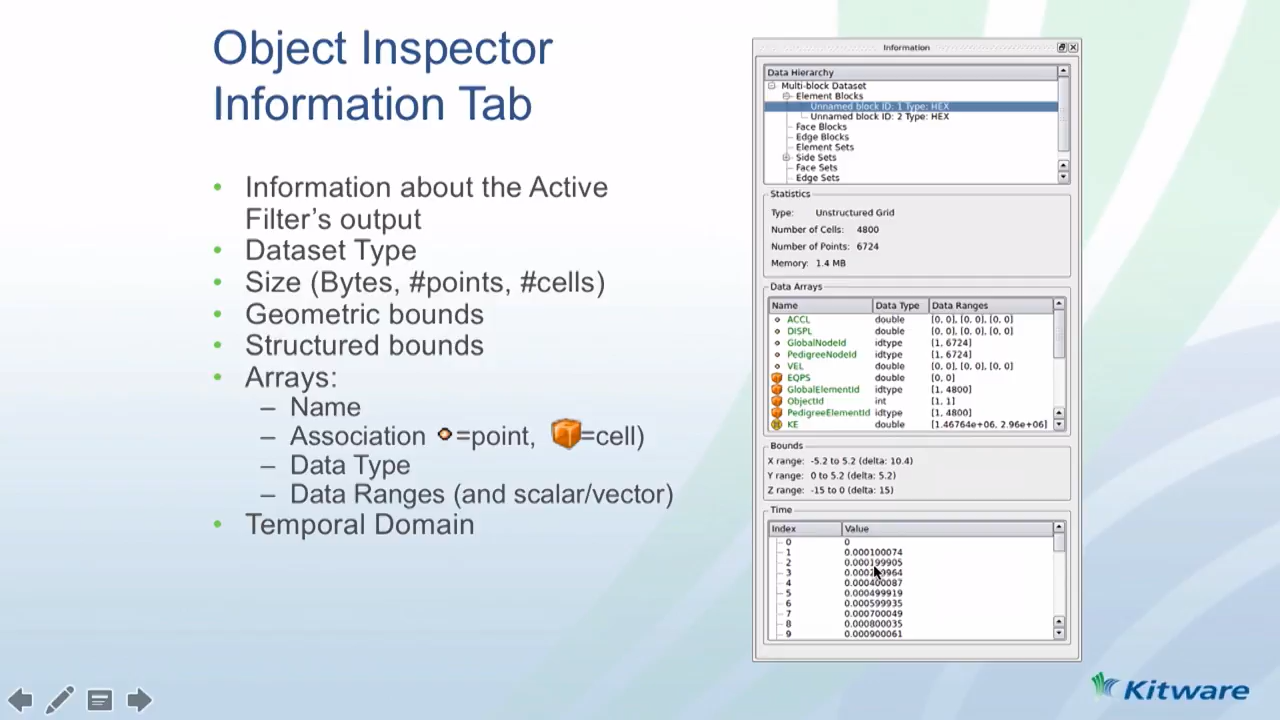 Object Inspector
Information Tab
• Information about the Active
Filter’s output
• Dataset Type
• Size (Bytes, #points, #cells)
• Geometric bounds
• Structured bounds
• Arrays:
– Name
– Association =point, =cell)
– Data Type
– Data Ranges (and scalar/vector)
• Temporal Domain
Information
Data Hierarchy
Multi-block Dataset
Element Blocks
Unnamed block ID: 1 Type: HEX
Unnamed block ID: 2 Type: HEX
Face Blocks
Edge Blocks
Element Sets
Side Sets
Face Sets
Edge Sets
Statistics
Type: Unstructured Grid
Number of Cells: 4800
Number of Points: 6724
Memory: 1.4 MB
Data Arrays
Name Data Type Data Ranges
ACCL double [0, 0], [0, 0], [0, 0]
DISPL double [0, 0], [0, 0], [0, 0]
GlobalNodeId idtype [1, 6724]
PedigreeNodeId idtype [1, 6724]
VEL double [0, 0], [0, 0], [0, 0]
EQPS double [0, 0]
GlobalElementId idtype [1, 4800]
ObjectId int [1, 1]
PedigreeElementId idtype [1, 4800]
KE double [1.46764e+06, 2.96e+06]
Bounds
X range: -5.2 to 5.2 (delta: 10.4)
Y range: 0 to 5.2 (delta: 5.2)
Z range: -15 to 0 (delta: 15)
Time
Index Value
0 0
1 0.000100074
2 0.000199905
3
4 0.000400087
5 0.000499919
6 0.000599935
7 0.000700049
8 0.000800035
9 0.000900061
Kitware